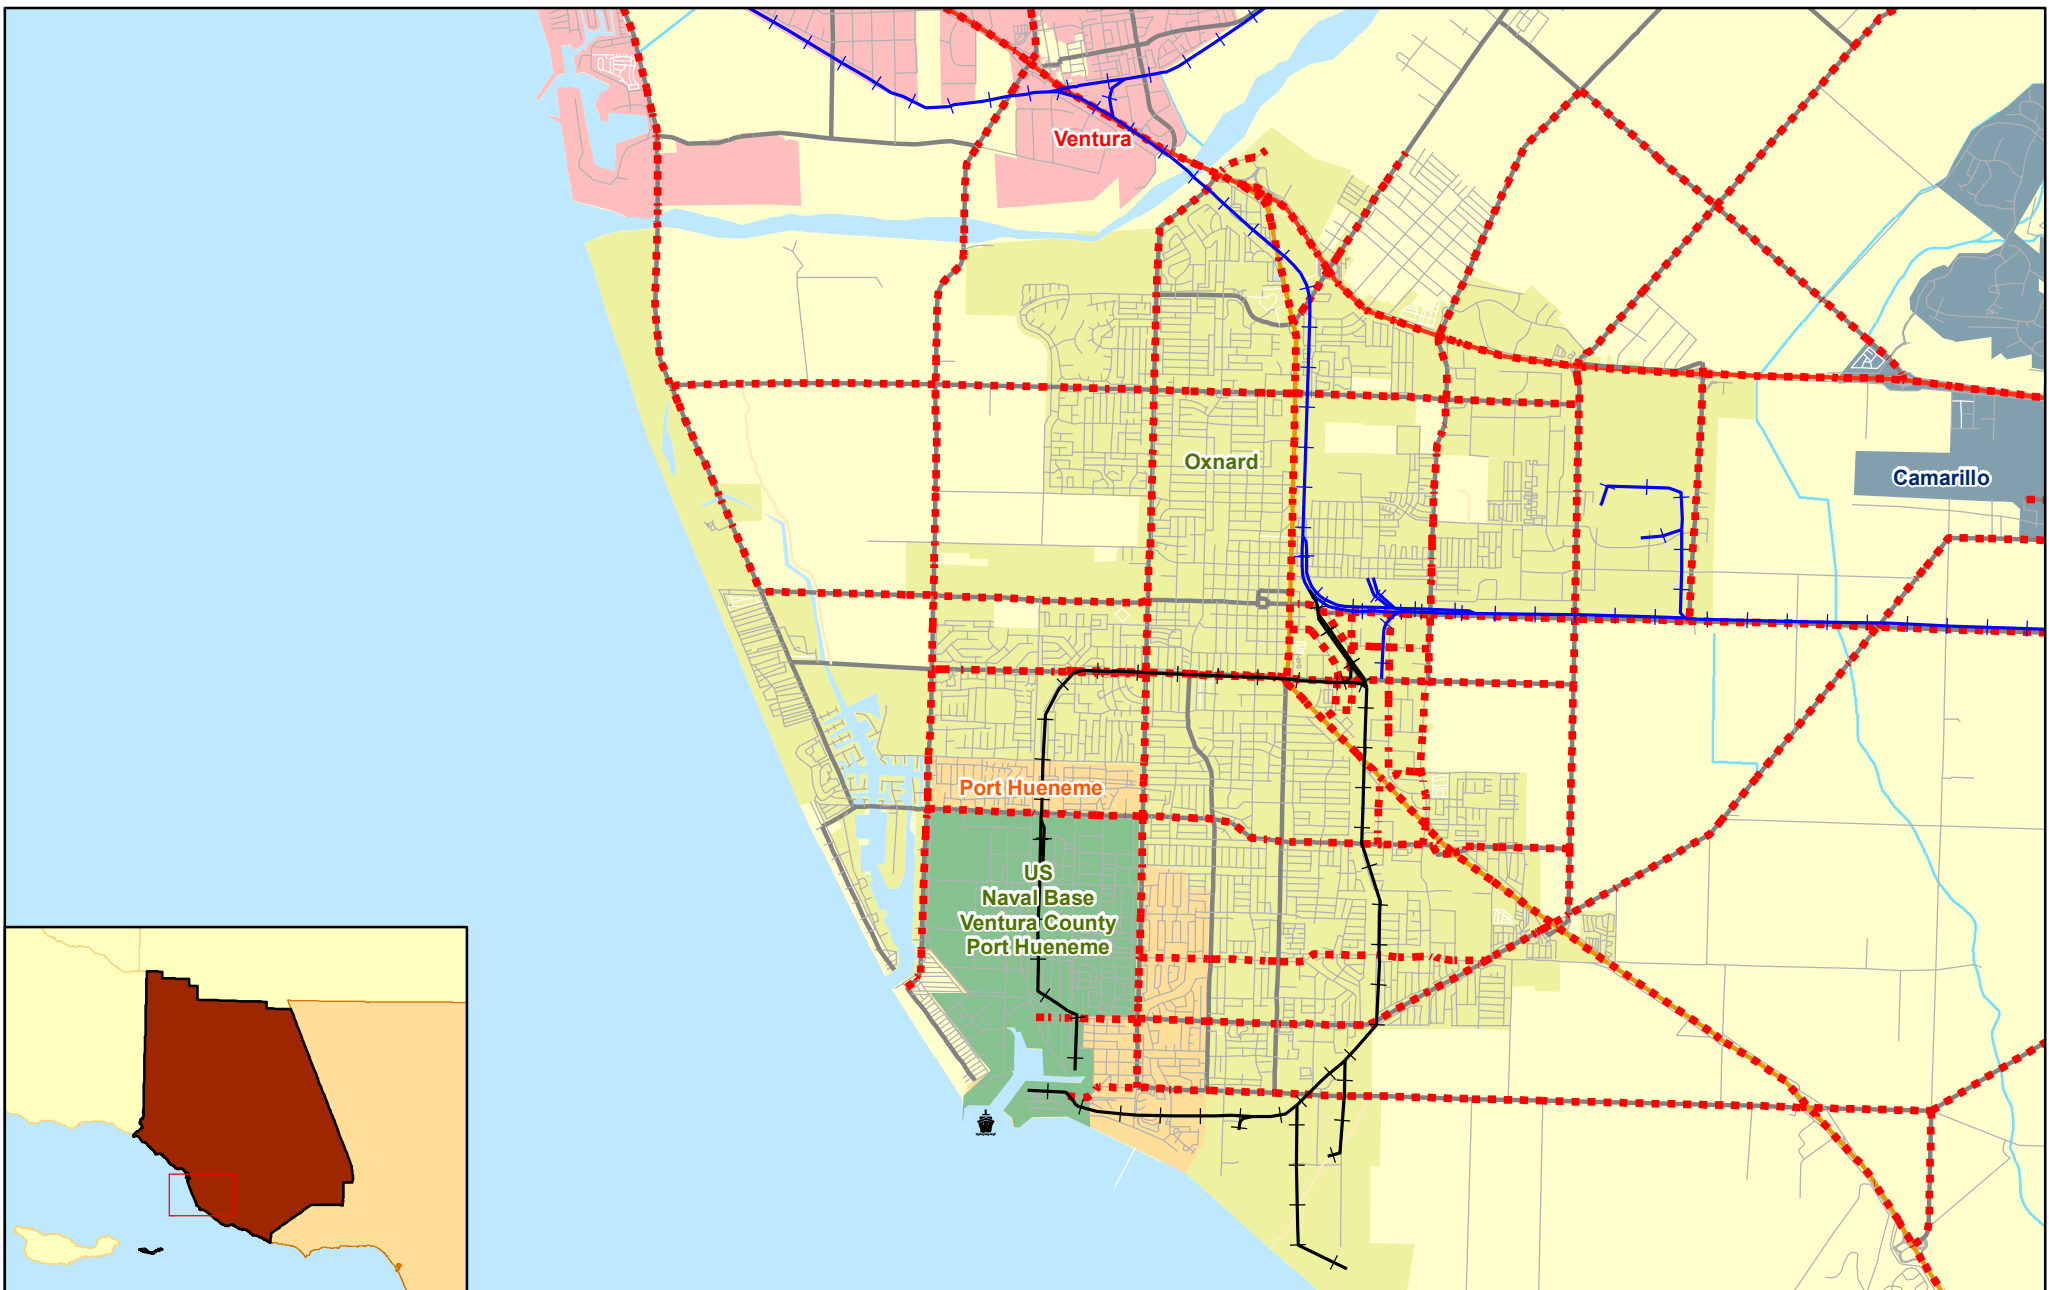 Ventura
Oxnard
Camarillo
Port Hueneme
US
Naval Base
Ventura County
Port Hueneme